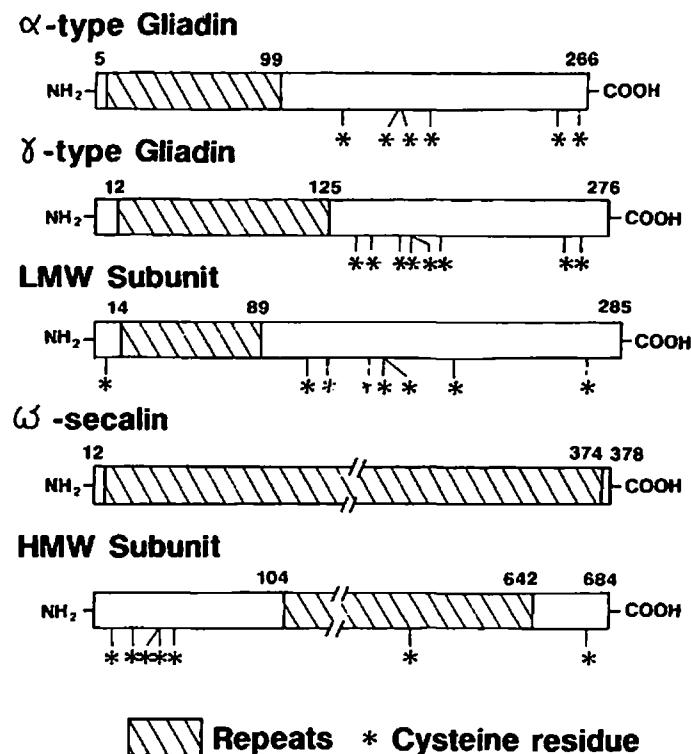 α-type Gliadin
5 99 266
NH₂ COOH
* * * * * *
γ-type Gliadin
12 125 276
NH₂ COOH
* * * * * * * *
LMW Subunit
14 89 285
NH₂ COOH
* * * * * * * *
ω-secalin
12 374 378
NH₂ COOH
HMW Subunit
104 642 684
NH₂ COOH
* * * * * * *
Repeats * Cysteine residue